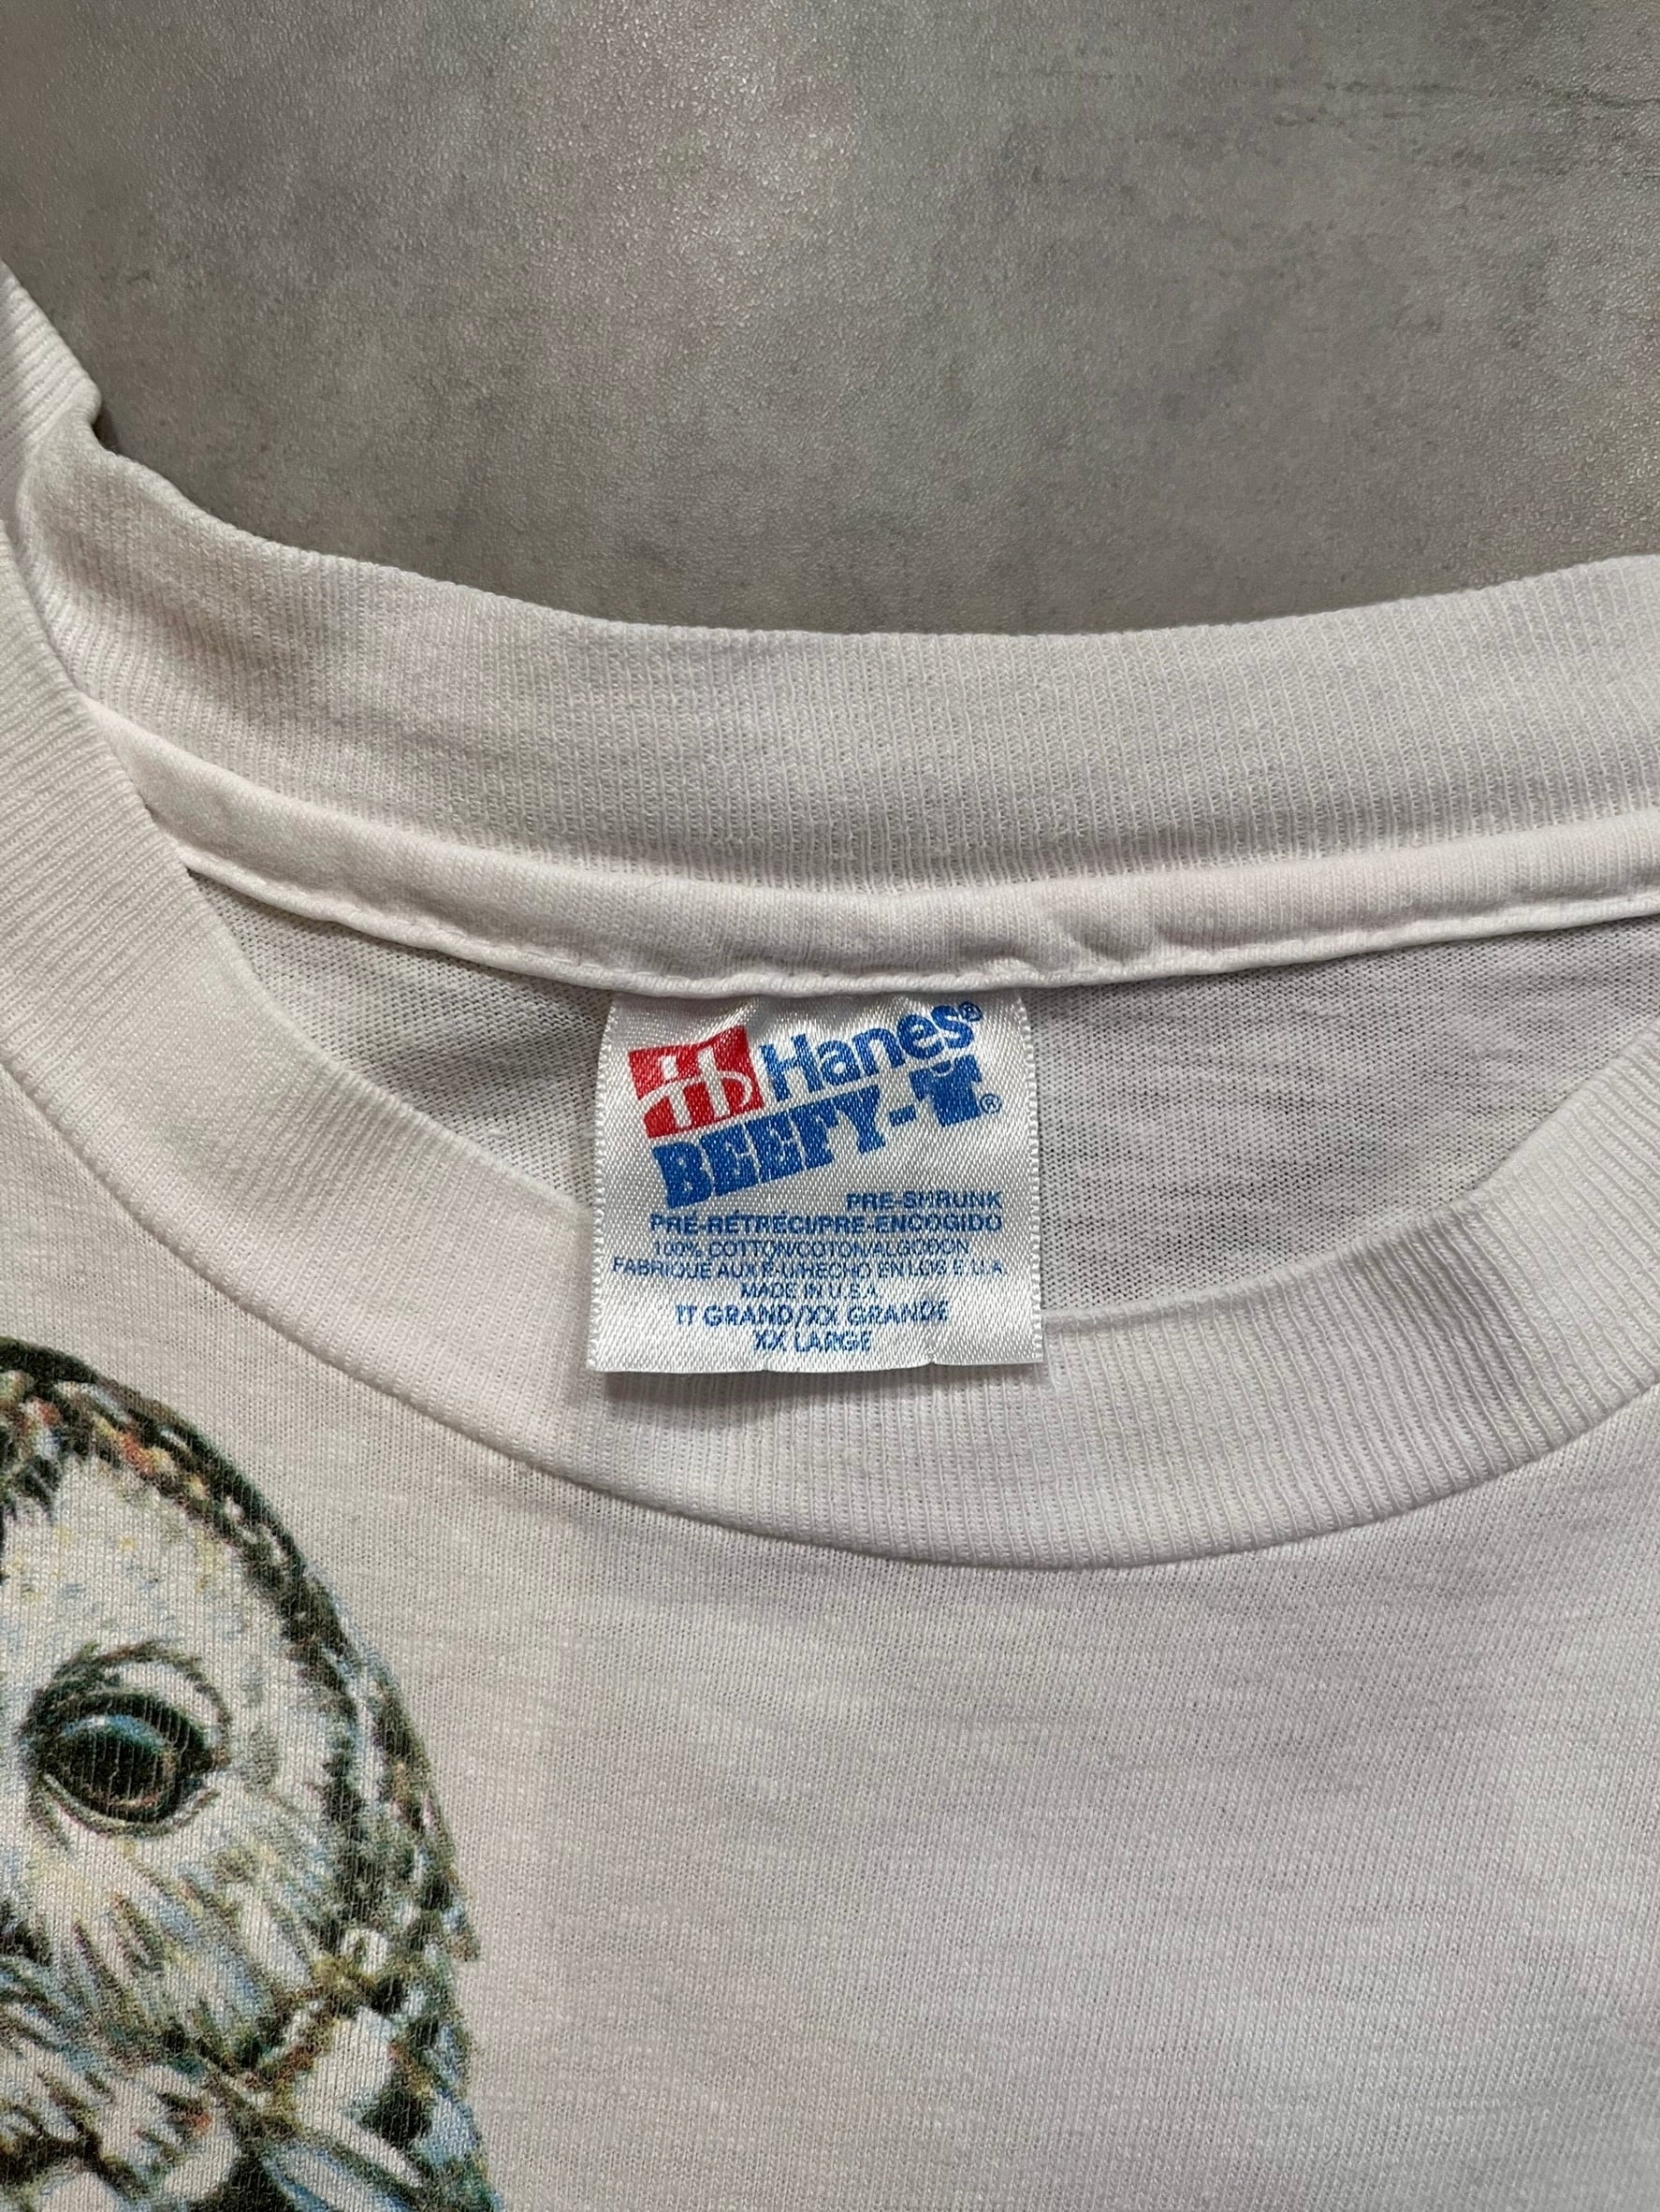 Hanes®
BEEFY-T®
PRE-SHRUNK
PRÉ-RÉTRÉCI/PRE-ENCOGIDO
100% COTTON/COTON/ALGODON
FABRIQUÉ AUX É-U/HECHO EN LOS E.U.A
MADE IN U.S.A.
TT GRAND/XX GRANDE
XX LARGE